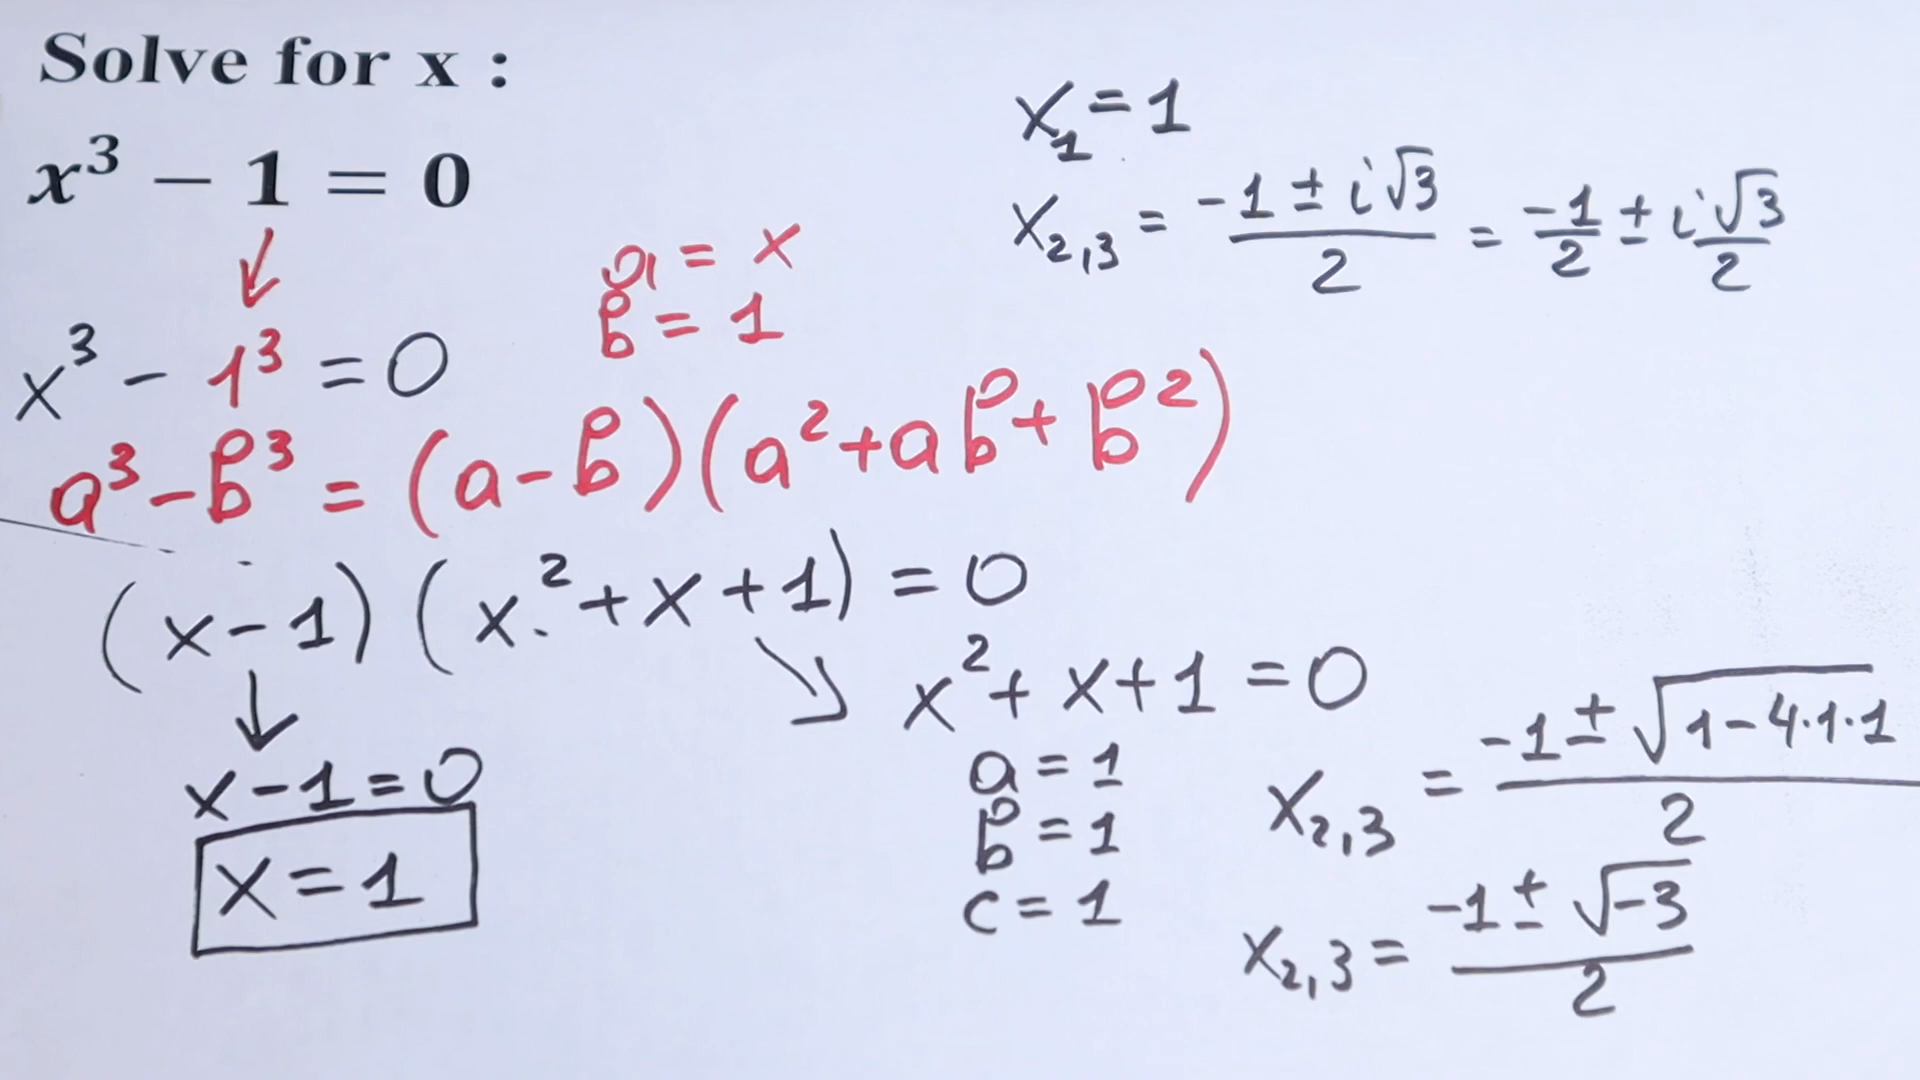 Solve for x :
x³ − 1 = 0
x³ − 1³ = 0
a = x
b = 1
a³ − b³ = (a − b)(a² + ab + b²)
(x − 1)(x² + x + 1) = 0
x − 1 = 0
x = 1
x² + x + 1 = 0
a = 1
b = 1
c = 1
x₂,₃ = (−1 ± √(1 − 4·1·1)) / 2
x₂,₃ = (−1 ± √−3) / 2
x₁ = 1
x₂,₃ = (−1 ± i√3) / 2 = −1/2 ± i√3/2